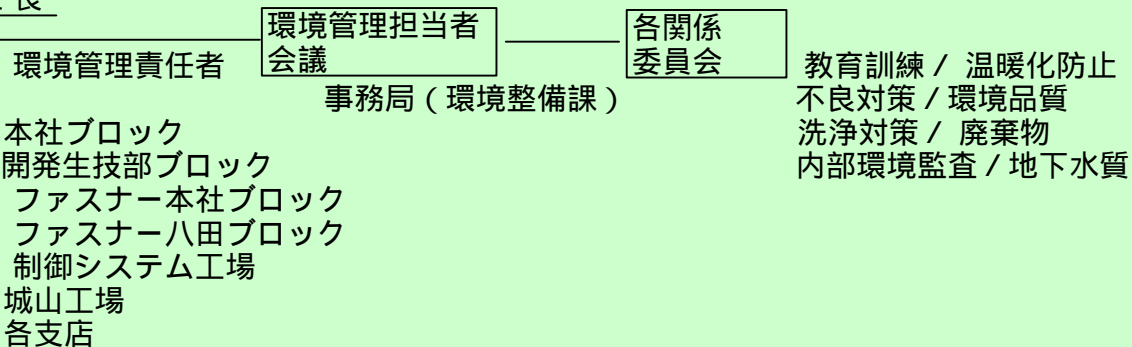 長
環境管理責任者
環境管理担当者
会議
各関係
委員会
事務局(環境整備課)
教育訓練/ 温暖化防止
不良対策/環境品質
洗浄対策/ 廃棄物
内部環境監査/地下水質
本社ブロック
開発生技部ブロック
ファスナー本社ブロック
ファスナー八田ブロック
制御システム工場
城山工場
各支店